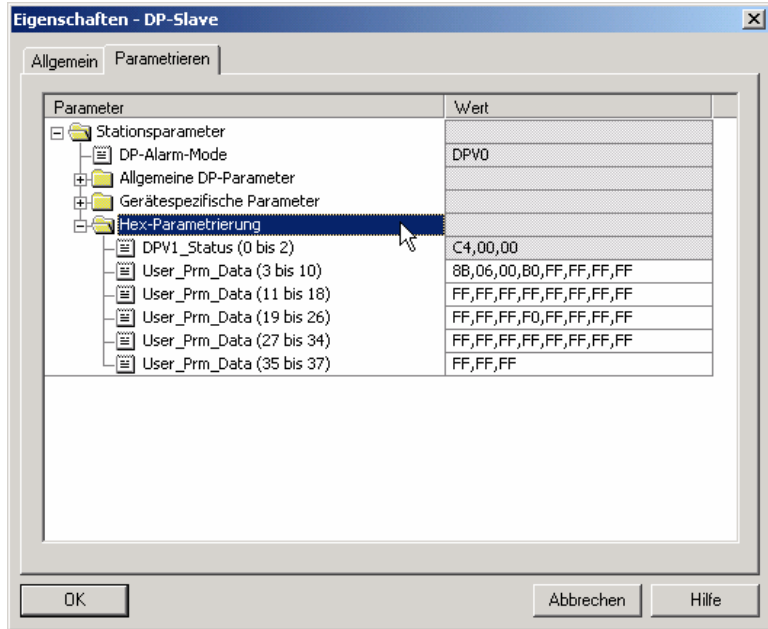 Eigenschaften - DP-Slave
Allgemein Parametrieren
Parameter Wert
Stationsparameter
DP-Alarm-Mode DPV0
Allgemeine DP-Parameter
Gerätespezifische Parameter
Hex-Parametrierung
DPV1_Status (0 bis 2) C4,00,00
User_Prm_Data (3 bis 10) 8B,06,00,B0,FF,FF,FF,FF
User_Prm_Data (11 bis 18) FF,FF,FF,FF,FF,FF,FF,FF
User_Prm_Data (19 bis 26) FF,FF,FF,F0,FF,FF,FF,FF
User_Prm_Data (27 bis 34) FF,FF,FF,FF,FF,FF,FF,FF
User_Prm_Data (35 bis 37) FF,FF,FF
OK Abbrechen Hilfe